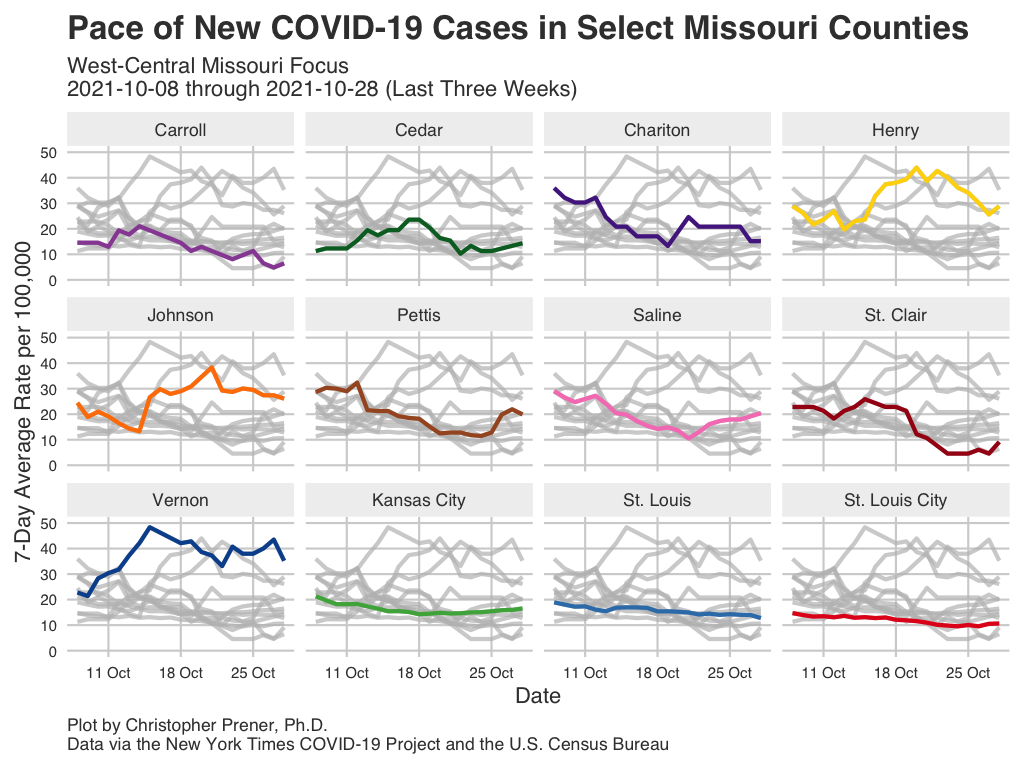 Pace of New COVID-19 Cases in Select Missouri Counties
West-Central Missouri Focus
2021-10-08 through 2021-10-28 (Last Three Weeks)
7-Day Average Rate per 100,000
Carroll Cedar Chariton Henry
50
40
30
20
10
0
Johnson Pettis Saline St. Clair
50
40
30
20
10
0
Vernon Kansas City St. Louis St. Louis City
50
40
30
20
10
0
11 Oct 18 Oct 25 Oct 11 Oct 18 Oct 25 Oct 11 Oct 18 Oct 25 Oct 11 Oct 18 Oct 25 Oct
Date
Plot by Christopher Prener, Ph.D.
Data via the New York Times COVID-19 Project and the U.S. Census Bureau